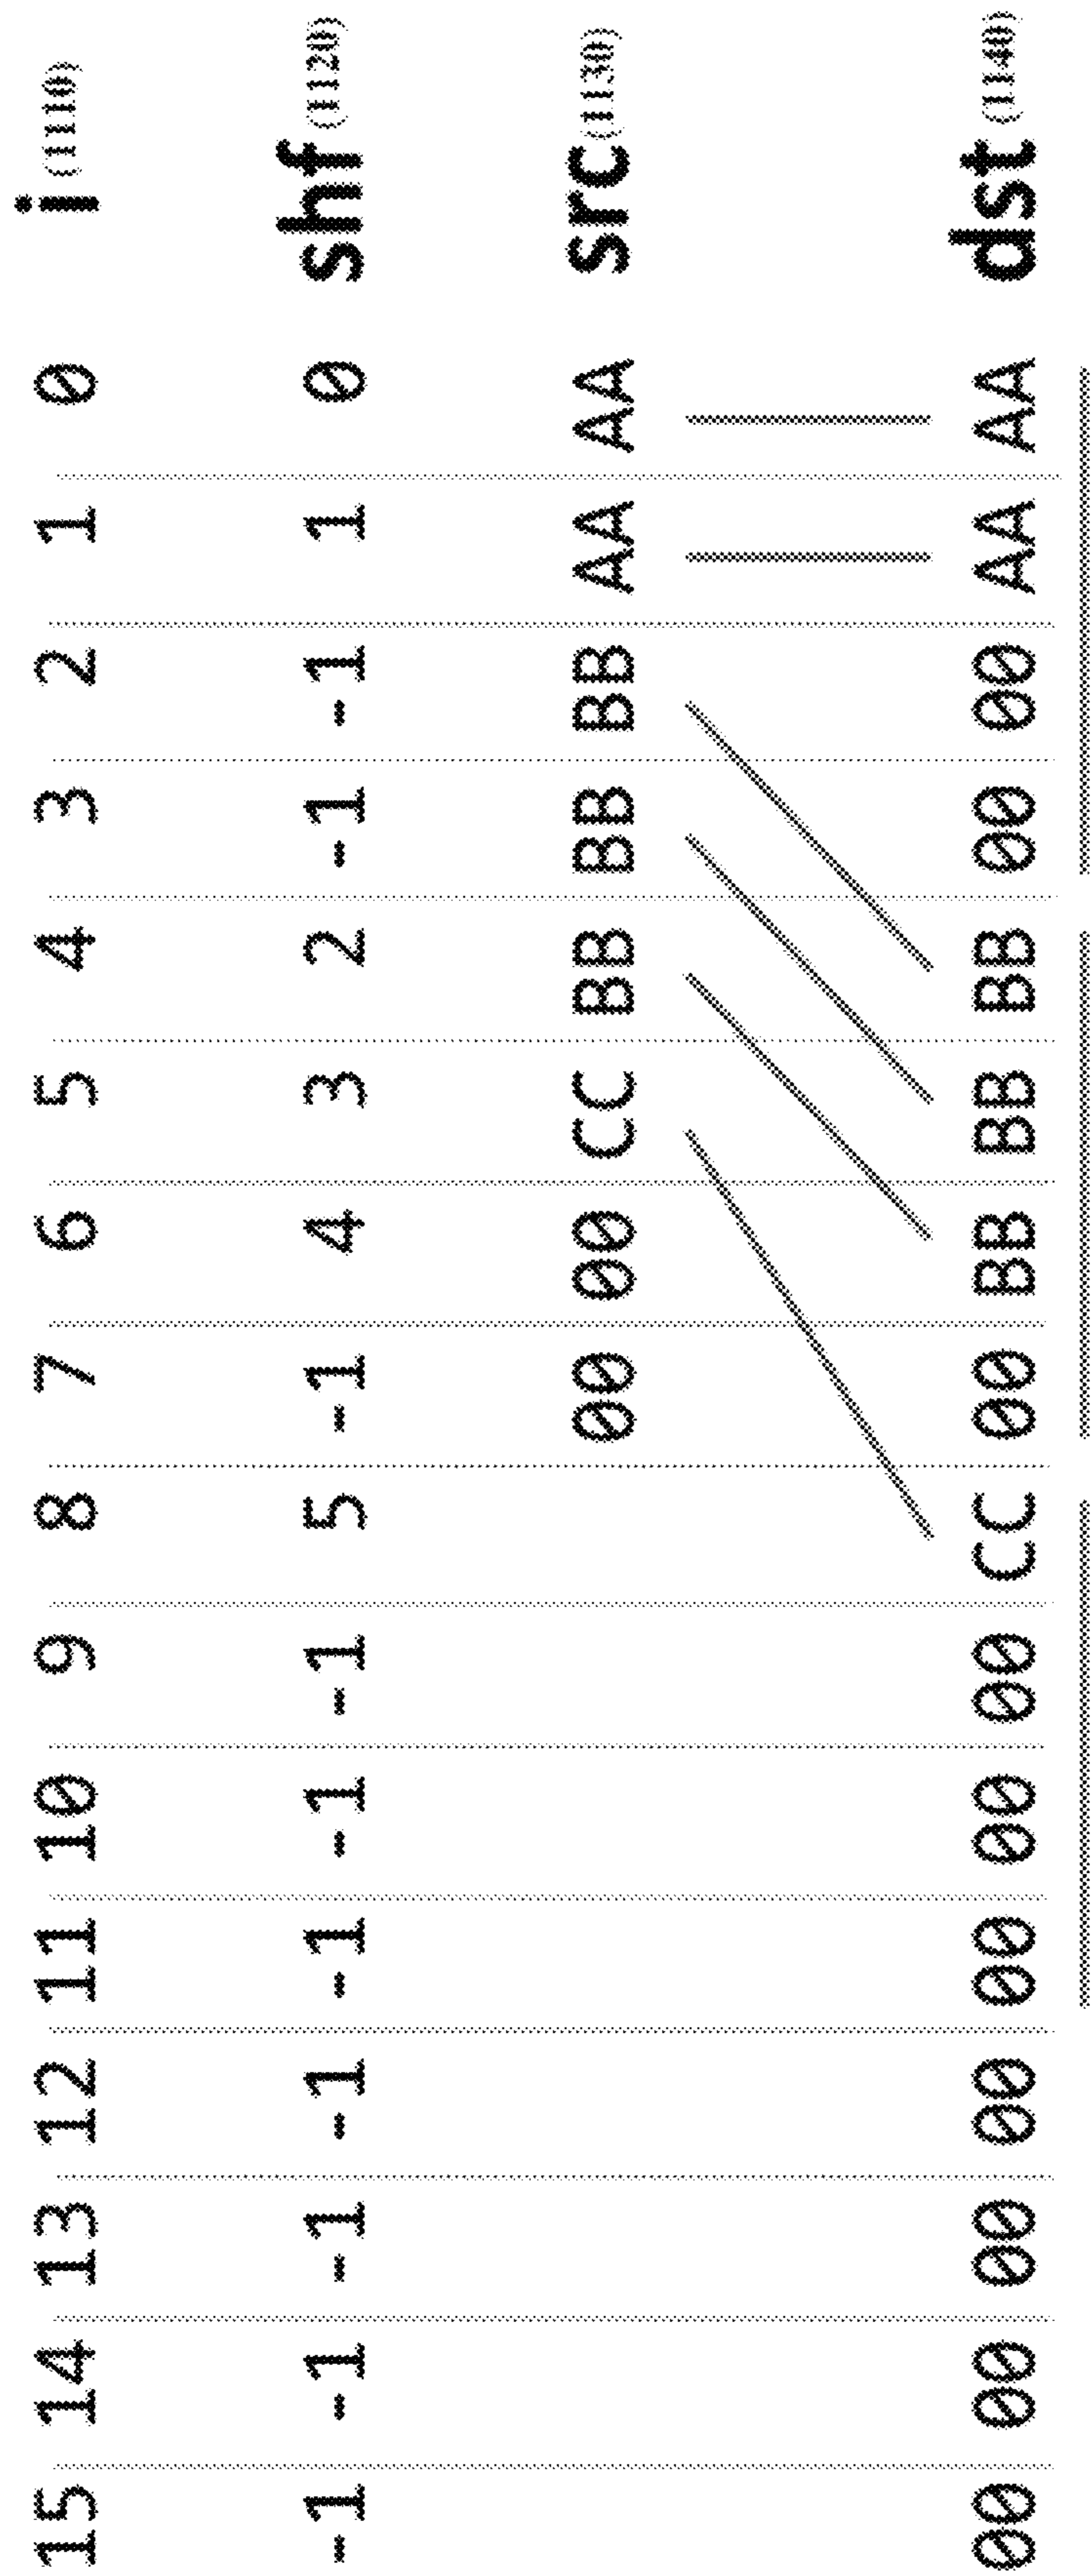 15 14 13 12 11 10 9 8 7 6 5 4 3 2 1 0 i (1110)
-1 -1 -1 -1 -1 -1 -1 5 -1 4 3 2 -1 -1 1 0 shf (1120)
00 00 CC BB BB BB AA AA src (1130)
00 00 00 00 00 00 00 CC 00 BB BB BB 00 00 AA AA dst (1140)